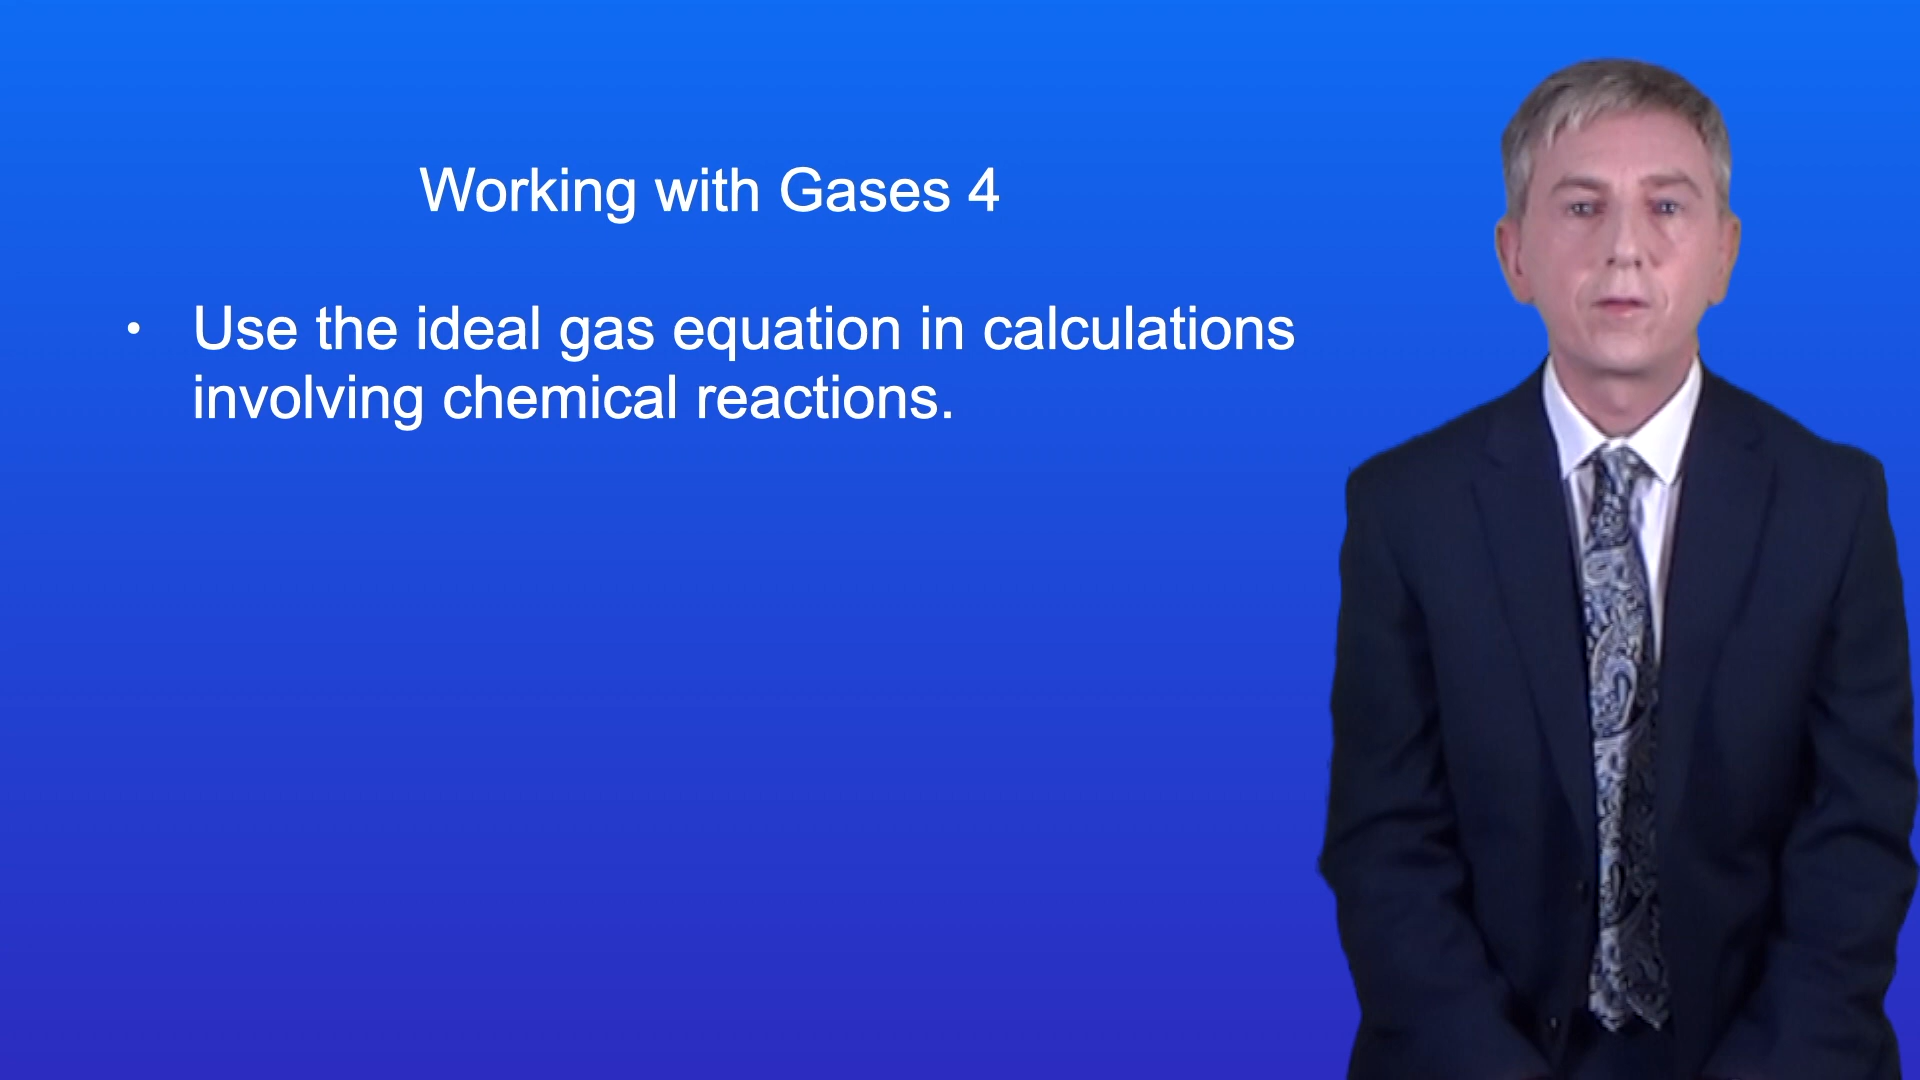 Working with Gases 4
• Use the ideal gas equation in calculations
involving chemical reactions.